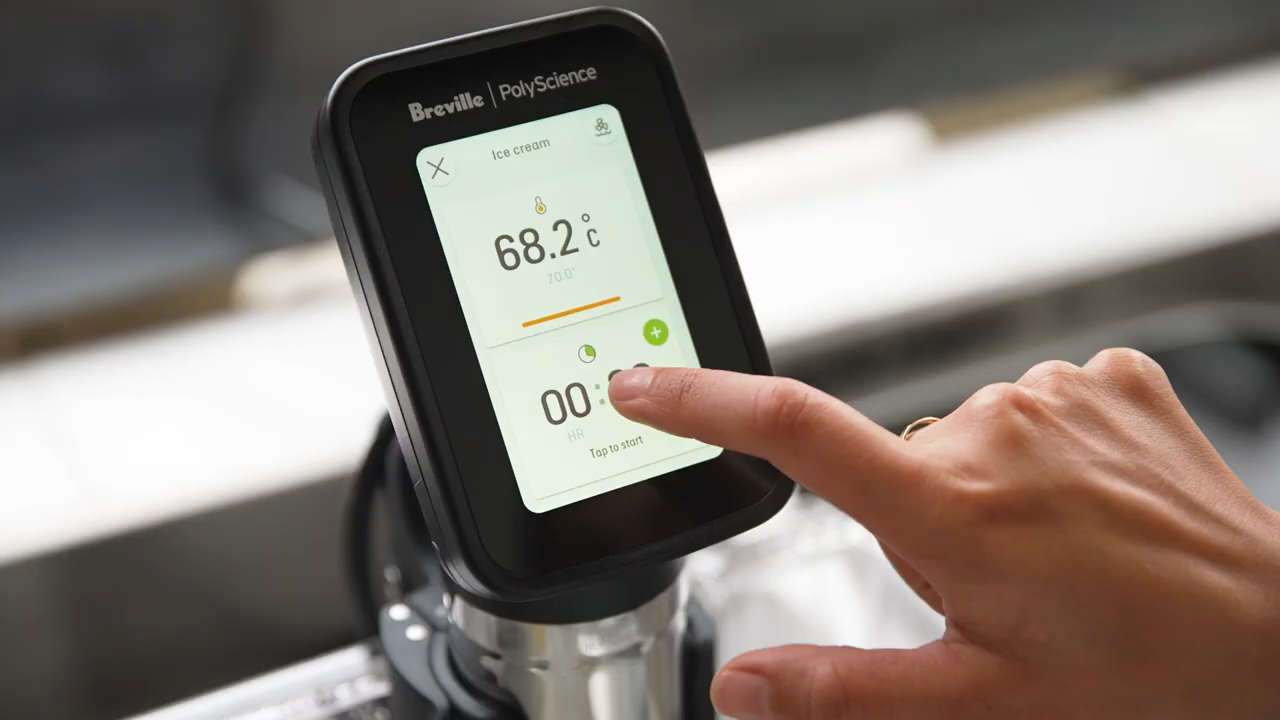 Breville | PolyScience
Ice cream
68.2°C
70.0°
00:
HR
Tap to start